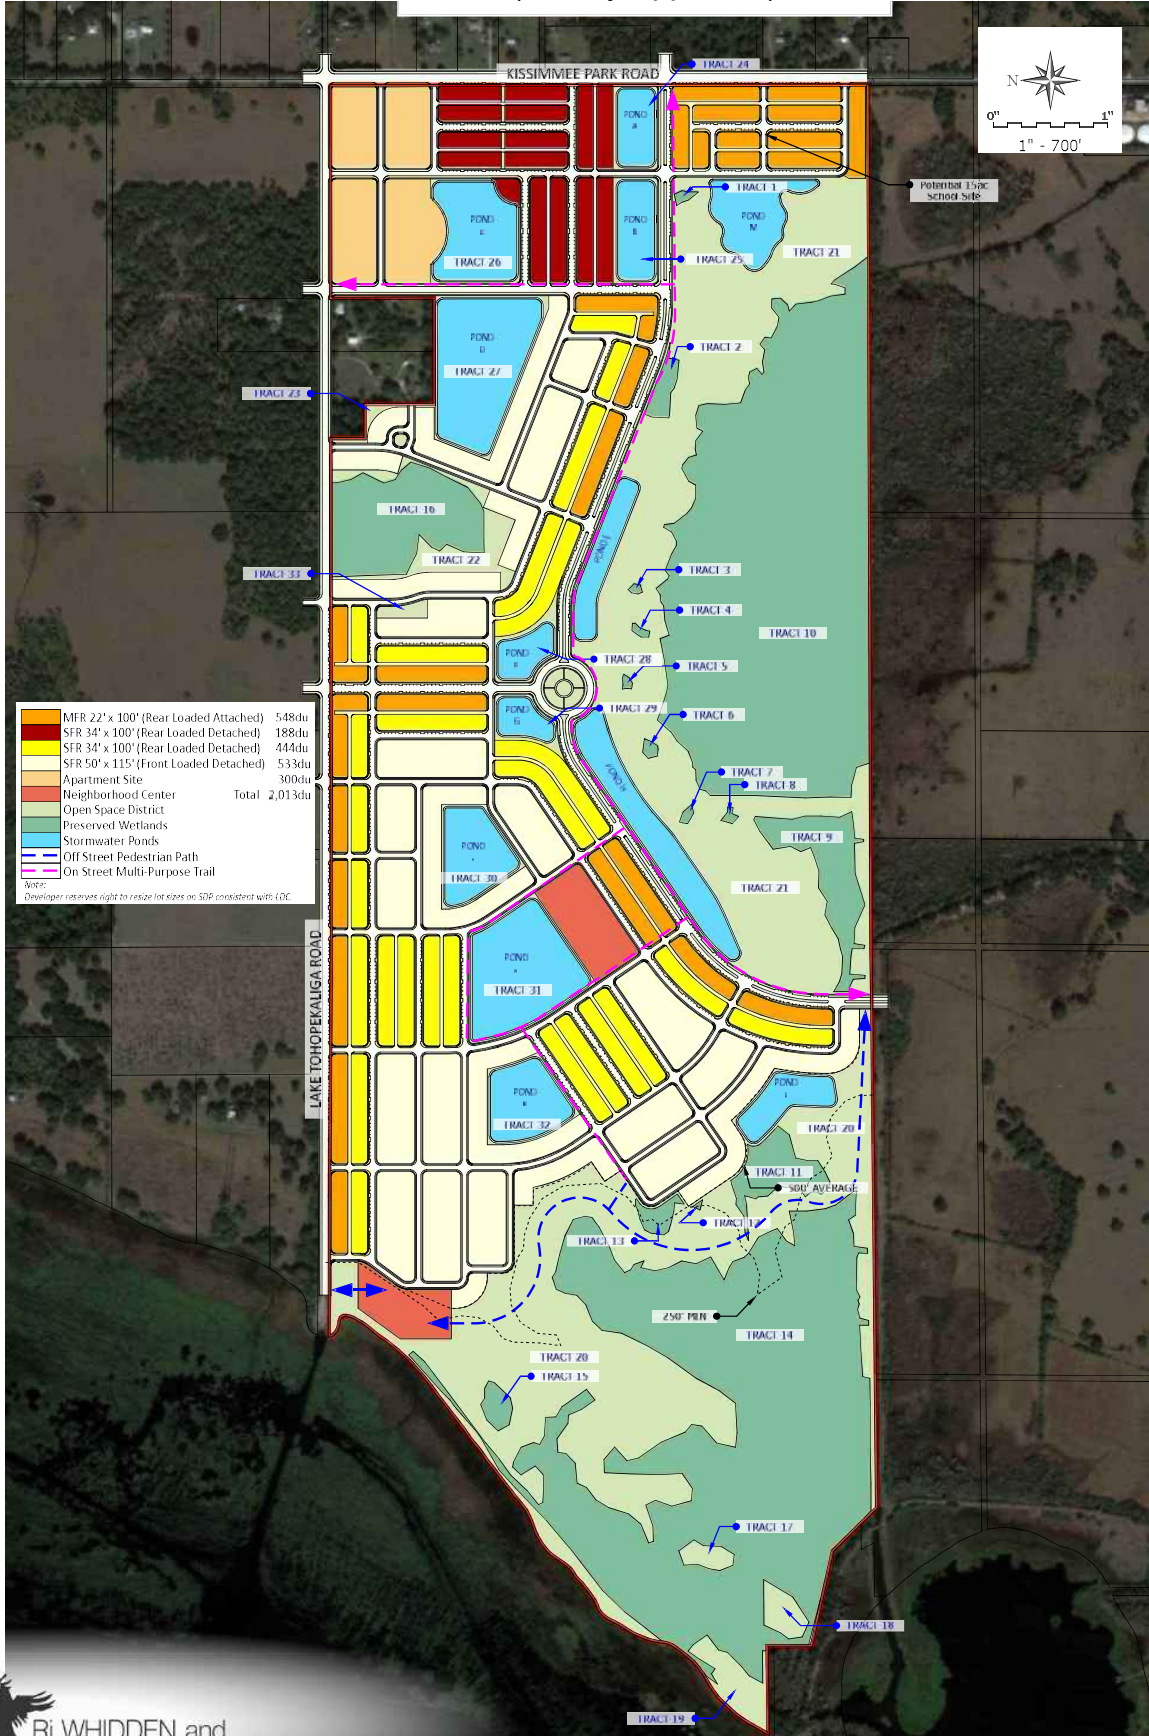 KISSIMMEE PARK ROAD
TRACT 24
N
0" 1"
1" - 700'
POND
A
Potential 15ac
School Site
TRACT 1
POND
M
TRACT 21
POND
TRACT 26
POND
B
TRACT 25
POND
D
TRACT 27
TRACT 2
TRACT 23
TRACT 16
TRACT 22
TRACT 33
POND
TRACT 3
TRACT 4
TRACT 10
POND
TRACT 28
TRACT 5
POND
G
TRACT 29
TRACT 6
POND H
TRACT 7
TRACT 8
TRACT 9
MFR 22' x 100' (Rear Loaded Attached) 548du
SFR 34' x 100' (Rear Loaded Detached) 188du
SFR 34' x 100' (Rear Loaded Detached) 444du
SFR 50' x 115' (Front Loaded Detached) 533du
Apartment Site 300du
Neighborhood Center Total 2,013du
Open Space District
Preserved Wetlands
Stormwater Ponds
Off Street Pedestrian Path
On Street Multi-Purpose Trail
Note:
Developer reserves right to resize lot sizes on SDP consistent with LDC.
POND
TRACT 30
TRACT 21
LAKE TOHOPEKALIGA ROAD
POND
TRACT 31
POND
TRACT 32
POND
TRACT 20
TRACT 11
500' AVERAGE
TRACT 12
TRACT 13
250' MIN
TRACT 14
TRACT 20
TRACT 15
TRACT 17
TRACT 18
TRACT 19
RJ WHIDDEN and